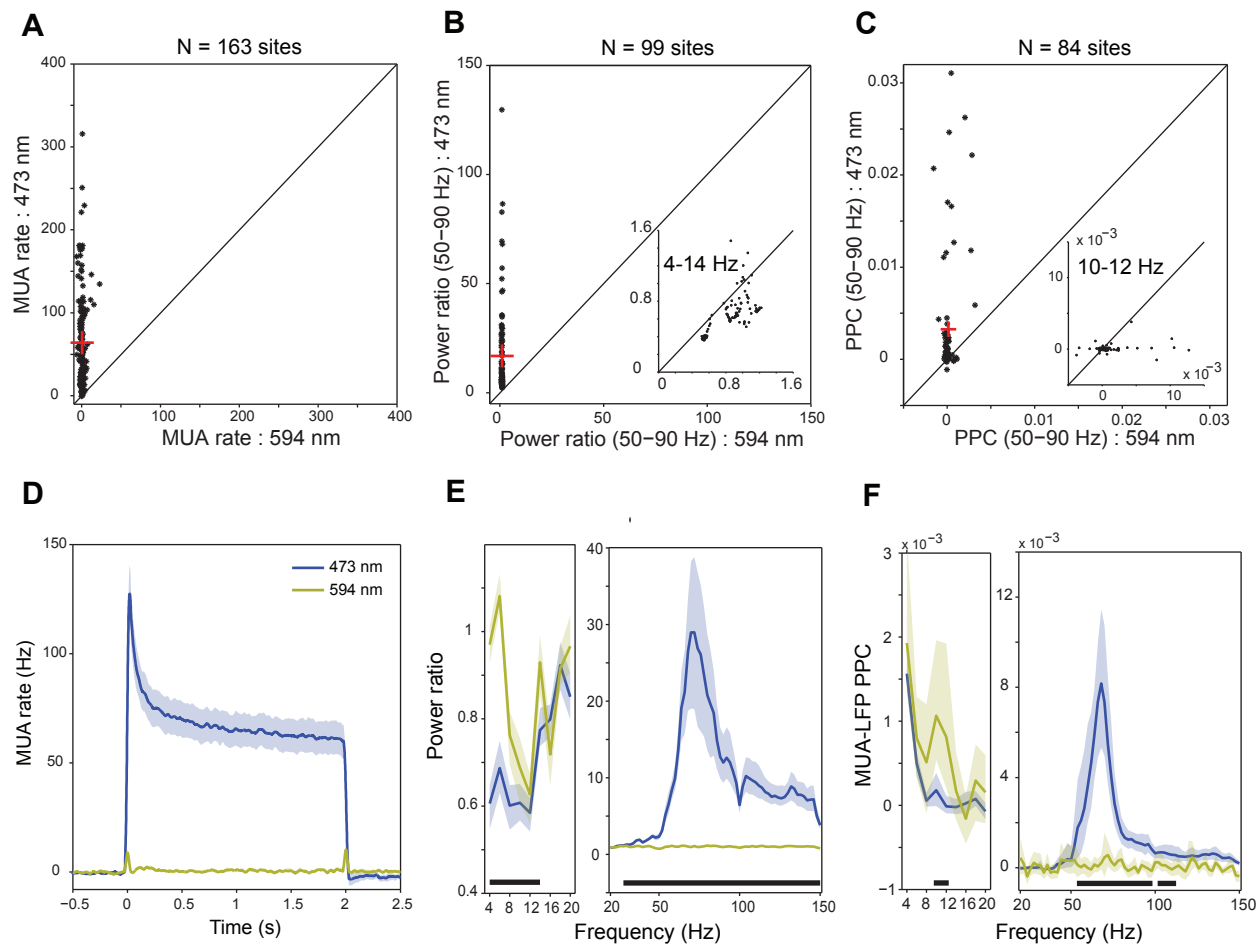 A
N = 163 sites
400
300
200
100
0
MUA rate : 473 nm
0
100
200
300
400
MUA rate : 594 nm
B
N = 99 sites
150
100
50
0
Power ratio (50−90 Hz) : 473 nm
0
50
100
150
Power ratio (50−90 Hz) : 594 nm
1.6
4-14 Hz
0.8
0
0
0.8
1.6
C
N = 84 sites
0.03
0.01
0
PPC (50−90 Hz) : 473 nm
0
0.01
0.02
0.03
PPC (50−90 Hz) : 594 nm
x 10⁻³
10
10-12 Hz
0
0
10
x 10⁻³
D
150
100
50
0
MUA rate (Hz)
473 nm
594 nm
−0.5
0
0.5
1
1.5
2
2.5
Time (s)
E
1
0.8
0.6
0.4
Power ratio
4
8
12
16
20
40
30
20
10
0
20
50
100
150
Frequency (Hz)
F
x 10⁻³
3
2
1
0
−1
MUA-LFP PPC
4
8
12
16
20
x 10⁻³
12
8
4
0
20
50
100
150
Frequency (Hz)